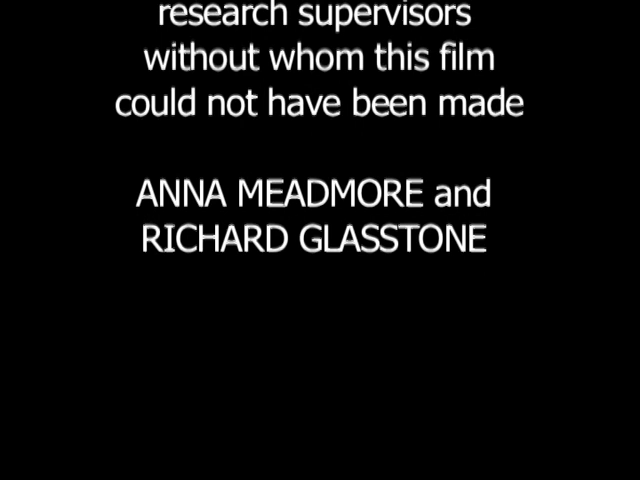 research supervisors
without whom this film
could not have been made
ANNA MEADMORE and
RICHARD GLASSTONE